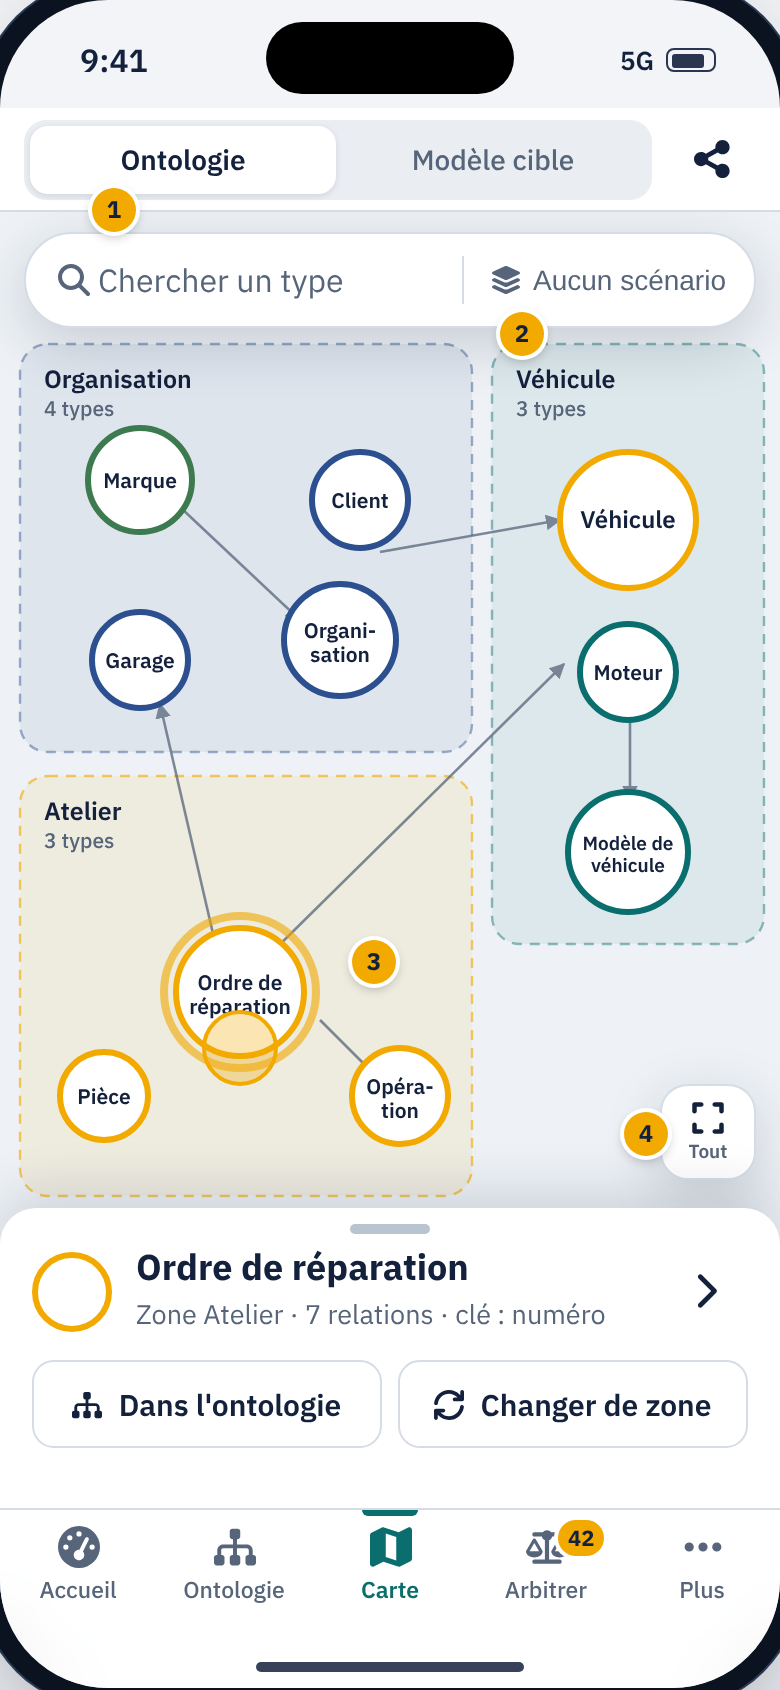 9:41
5G
Ontologie
Modèle cible
1
Chercher un type
Aucun scénario
2
Organisation
4 types
Véhicule
3 types
Marque
Client
Véhicule
Organi-
sation
Garage
Moteur
Atelier
3 types
Modèle de
véhicule
3
Ordre de
réparation
Pièce
Opéra-
tion
4
Tout
Ordre de réparation
Zone Atelier · 7 relations · clé : numéro
Dans l'ontologie
Changer de zone
42
Accueil
Ontologie
Carte
Arbitrer
Plus